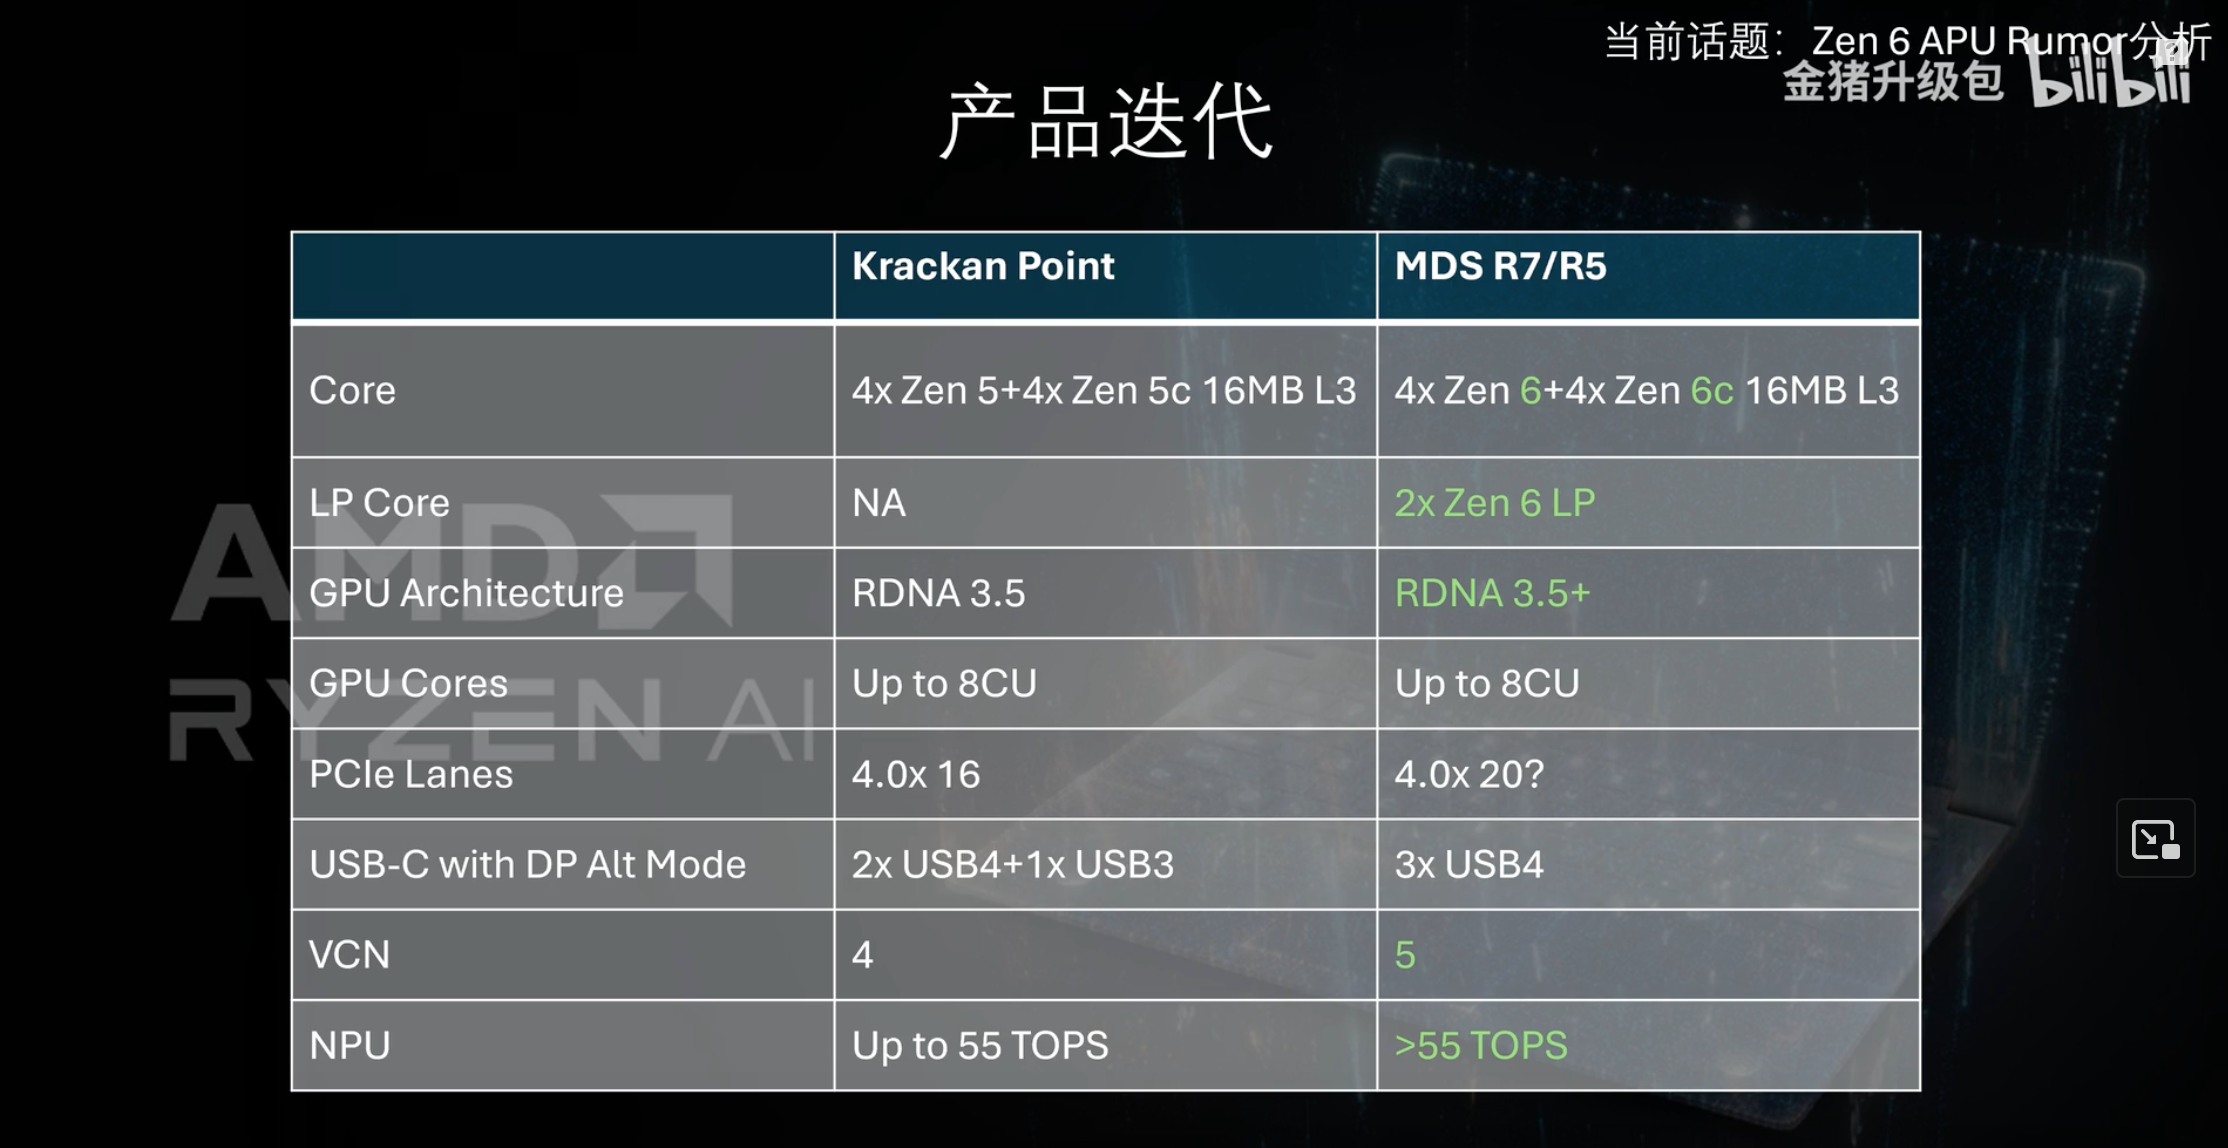 当前话题：Zen 6 APU Rumor分析
金猪升级包 bilibili
产品迭代
Krackan Point MDS R7/R5
Core 4x Zen 5+4x Zen 5c 16MB L3 4x Zen 6+4x Zen 6c 16MB L3
LP Core NA 2x Zen 6 LP
GPU Architecture RDNA 3.5 RDNA 3.5+
GPU Cores Up to 8CU Up to 8CU
PCIe Lanes 4.0x 16 4.0x 20?
USB-C with DP Alt Mode 2x USB4+1x USB3 3x USB4
VCN 4 5
NPU Up to 55 TOPS >55 TOPS
AMD
RYZEN AI